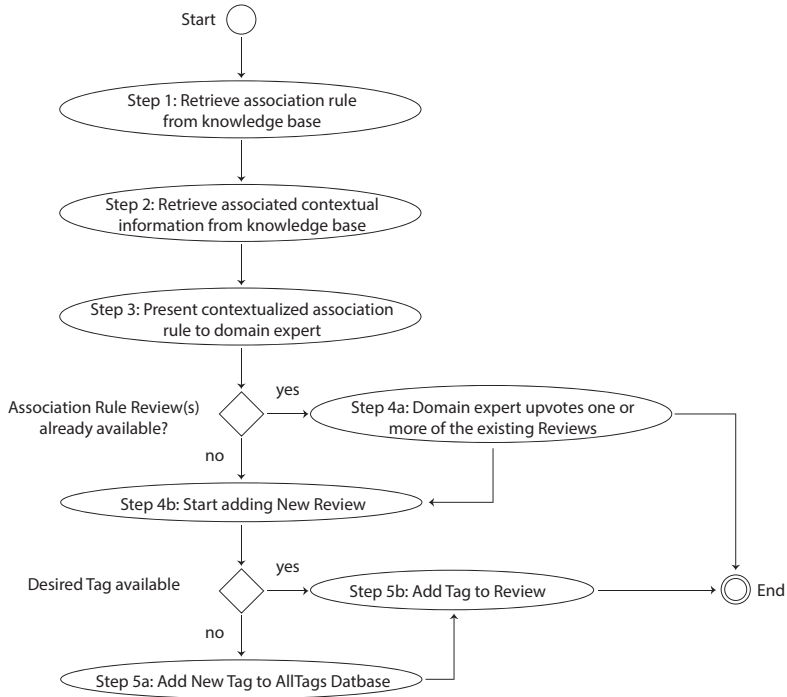 Start
Step 1: Retrieve association rule
from knowledge base
Step 2: Retrieve associated contextual
information from knowledge base
Step 3: Present contextualized association
rule to domain expert
Association Rule Review(s)
already available?
yes
Step 4a: Domain expert upvotes one or
more of the existing Reviews
no
Step 4b: Start adding New Review
Desired Tag available
yes
Step 5b: Add Tag to Review
End
no
Step 5a: Add New Tag to AllTags Datbase